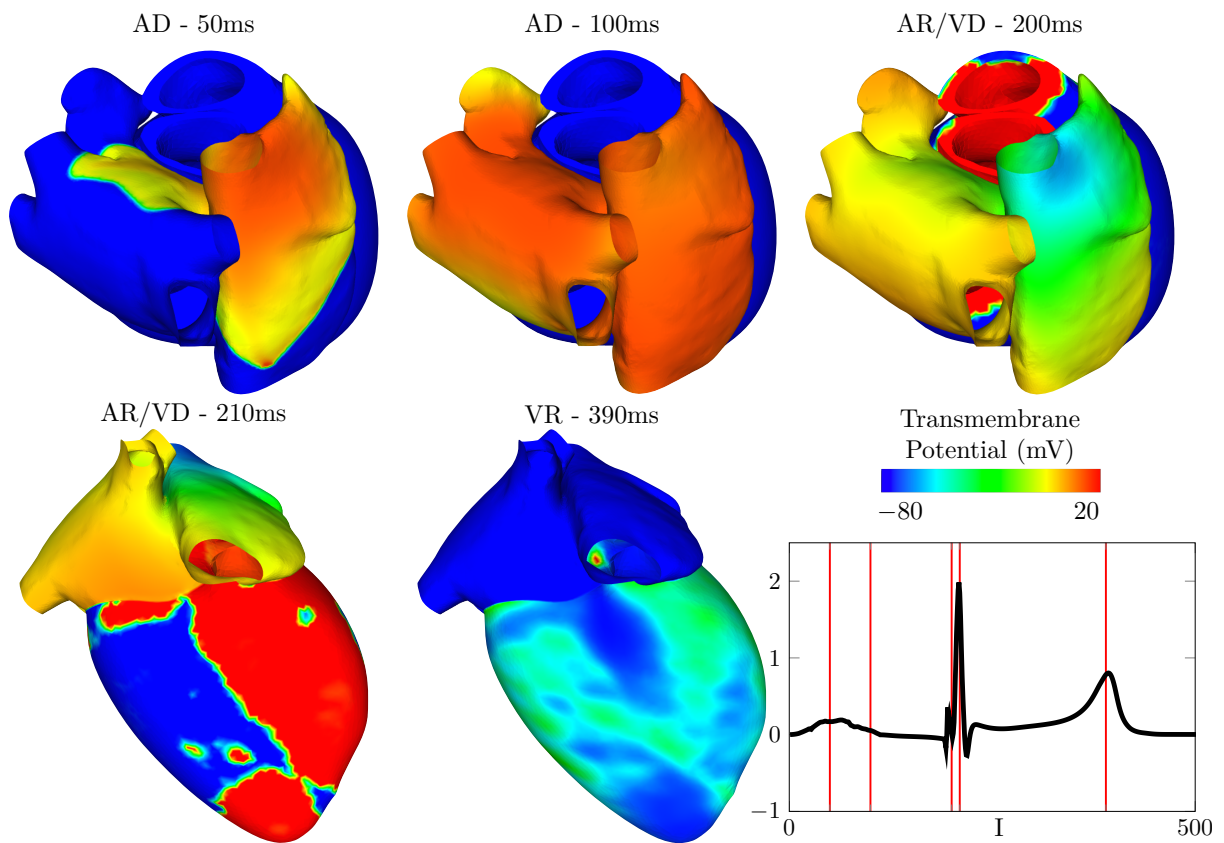 AD - 50ms
AD - 100ms
AR/VD - 200ms
AR/VD - 210ms
VR - 390ms
Transmembrane
Potential (mV)
−80
20
2
1
0
−1
0
I
500